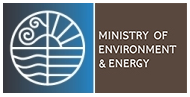 MINISTRY OF
ENVIRONMENT
& ENERGY